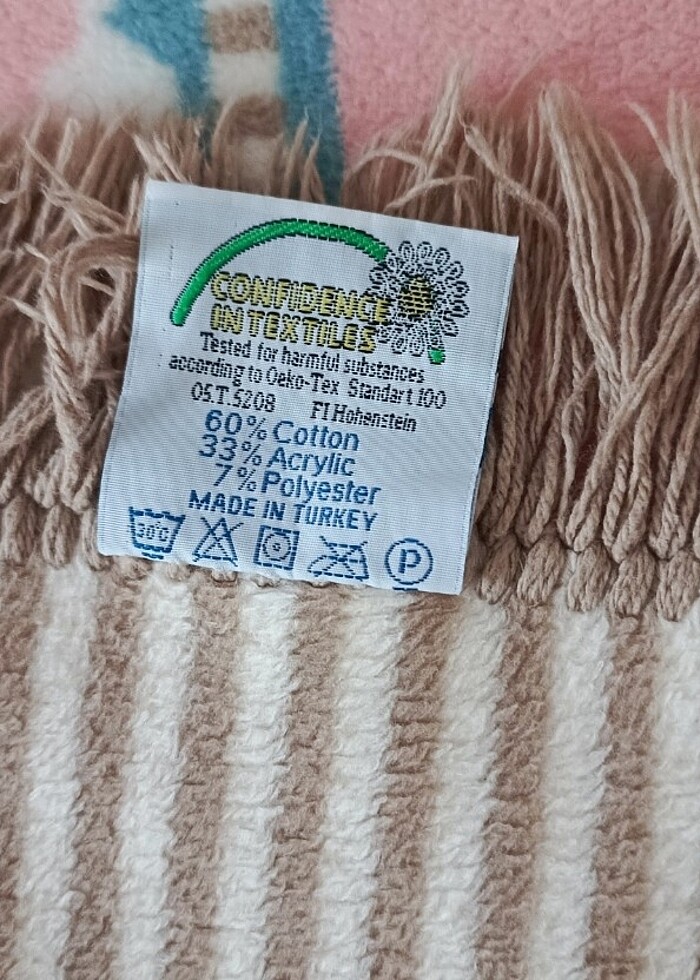 CONFIDENCE
IN TEXTILES
Tested for harmful substances
according to Oeko-Tex Standart 100
05.T.5208 FI Hohenstein
60% Cotton
33% Acrylic
7% Polyester
MADE IN TURKEY
30°C
P